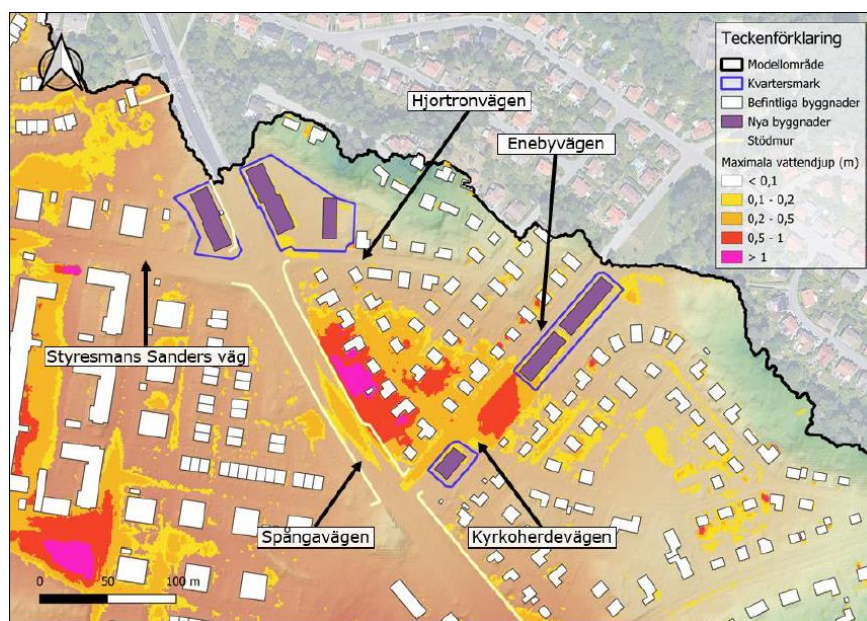 Teckenförklaring
Modellområde
Kvartersmark
Befintliga byggnader
Nya byggnader
Stödmur
Maximala vattendjup (m)
< 0,1
0,1 - 0,2
0,2 - 0,5
0,5 - 1
> 1
Hjortronvägen
Enebyvägen
Styresmans Sanders väg
Spångavägen
Kyrkoherdevägen
0 50 100 m